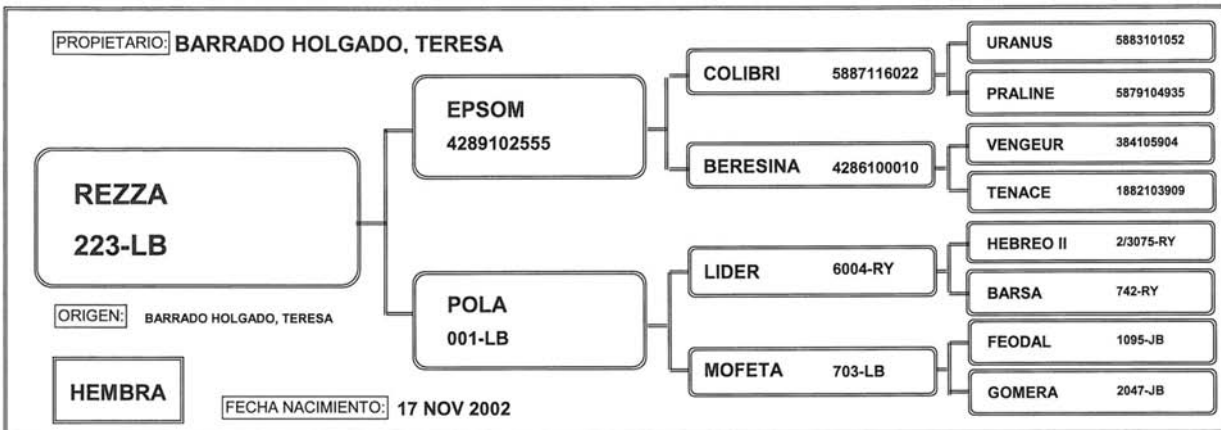 PROPIETARIO: BARRADO HOLGADO, TERESA
REZZA
223-LB
ORIGEN: BARRADO HOLGADO, TERESA
HEMBRA
FECHA NACIMIENTO: 17 NOV 2002
EPSOM
4289102555
POLA
001-LB
COLIBRI 5887116022
BERESINA 4286100010
LIDER 6004-RY
MOFETA 703-LB
URANUS 5883101052
PRALINE 5879104935
VENGEUR 384105904
TENACE 1882103909
HEBREO II 2/3075-RY
BARSA 742-RY
FEODAL 1095-JB
GOMERA 2047-JB